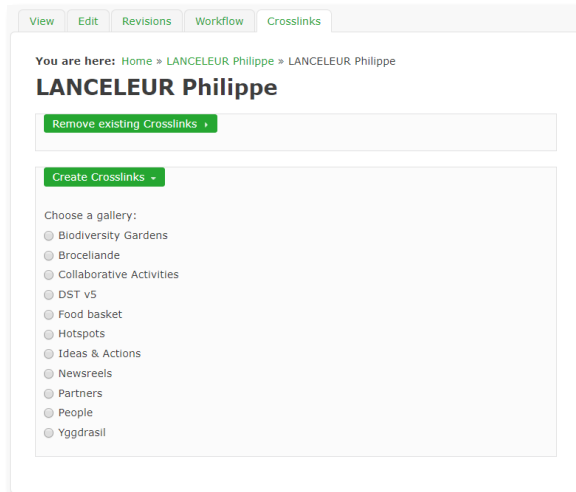 View Edit Revisions Workflow Crosslinks
You are here: Home » LANCELEUR Philippe » LANCELEUR Philippe
LANCELEUR Philippe
Remove existing Crosslinks
Create Crosslinks
Choose a gallery:
Biodiversity Gardens
Broceliande
Collaborative Activities
DST v5
Food basket
Hotspots
Ideas & Actions
Newsreels
Partners
People
Yggdrasil